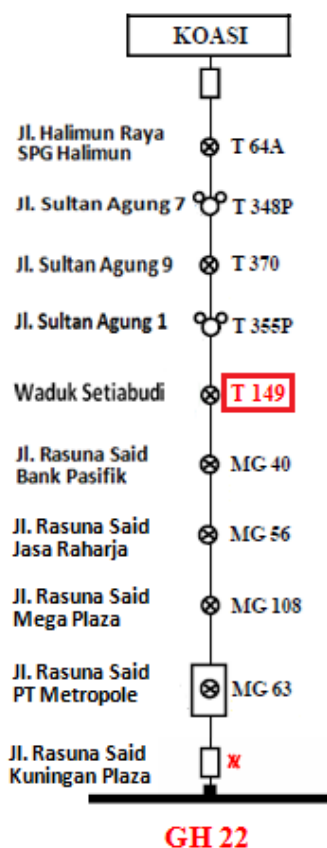 KOASI
Jl. Halimun Raya
SPG Halimun
T 64A
Jl. Sultan Agung 7
T 348P
Jl. Sultan Agung 9
T 370
Jl. Sultan Agung 1
T 355P
Waduk Setiabudi
T 149
Jl. Rasuna Said
Bank Pasifik
MG 40
Jl. Rasuna Said
Jasa Raharja
MG 56
Jl. Rasuna Said
Mega Plaza
MG 108
Jl. Rasuna Said
PT Metropole
MG 63
Jl. Rasuna Said
Kuningan Plaza
GH 22